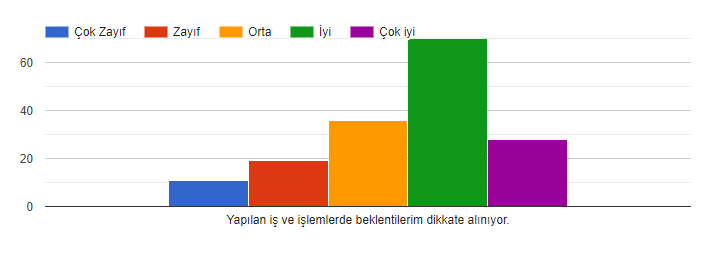 Çok Zayıf Zayıf Orta İyi Çok iyi
60
40
20
0
Yapılan iş ve işlemlerde beklentilerim dikkate alınıyor.